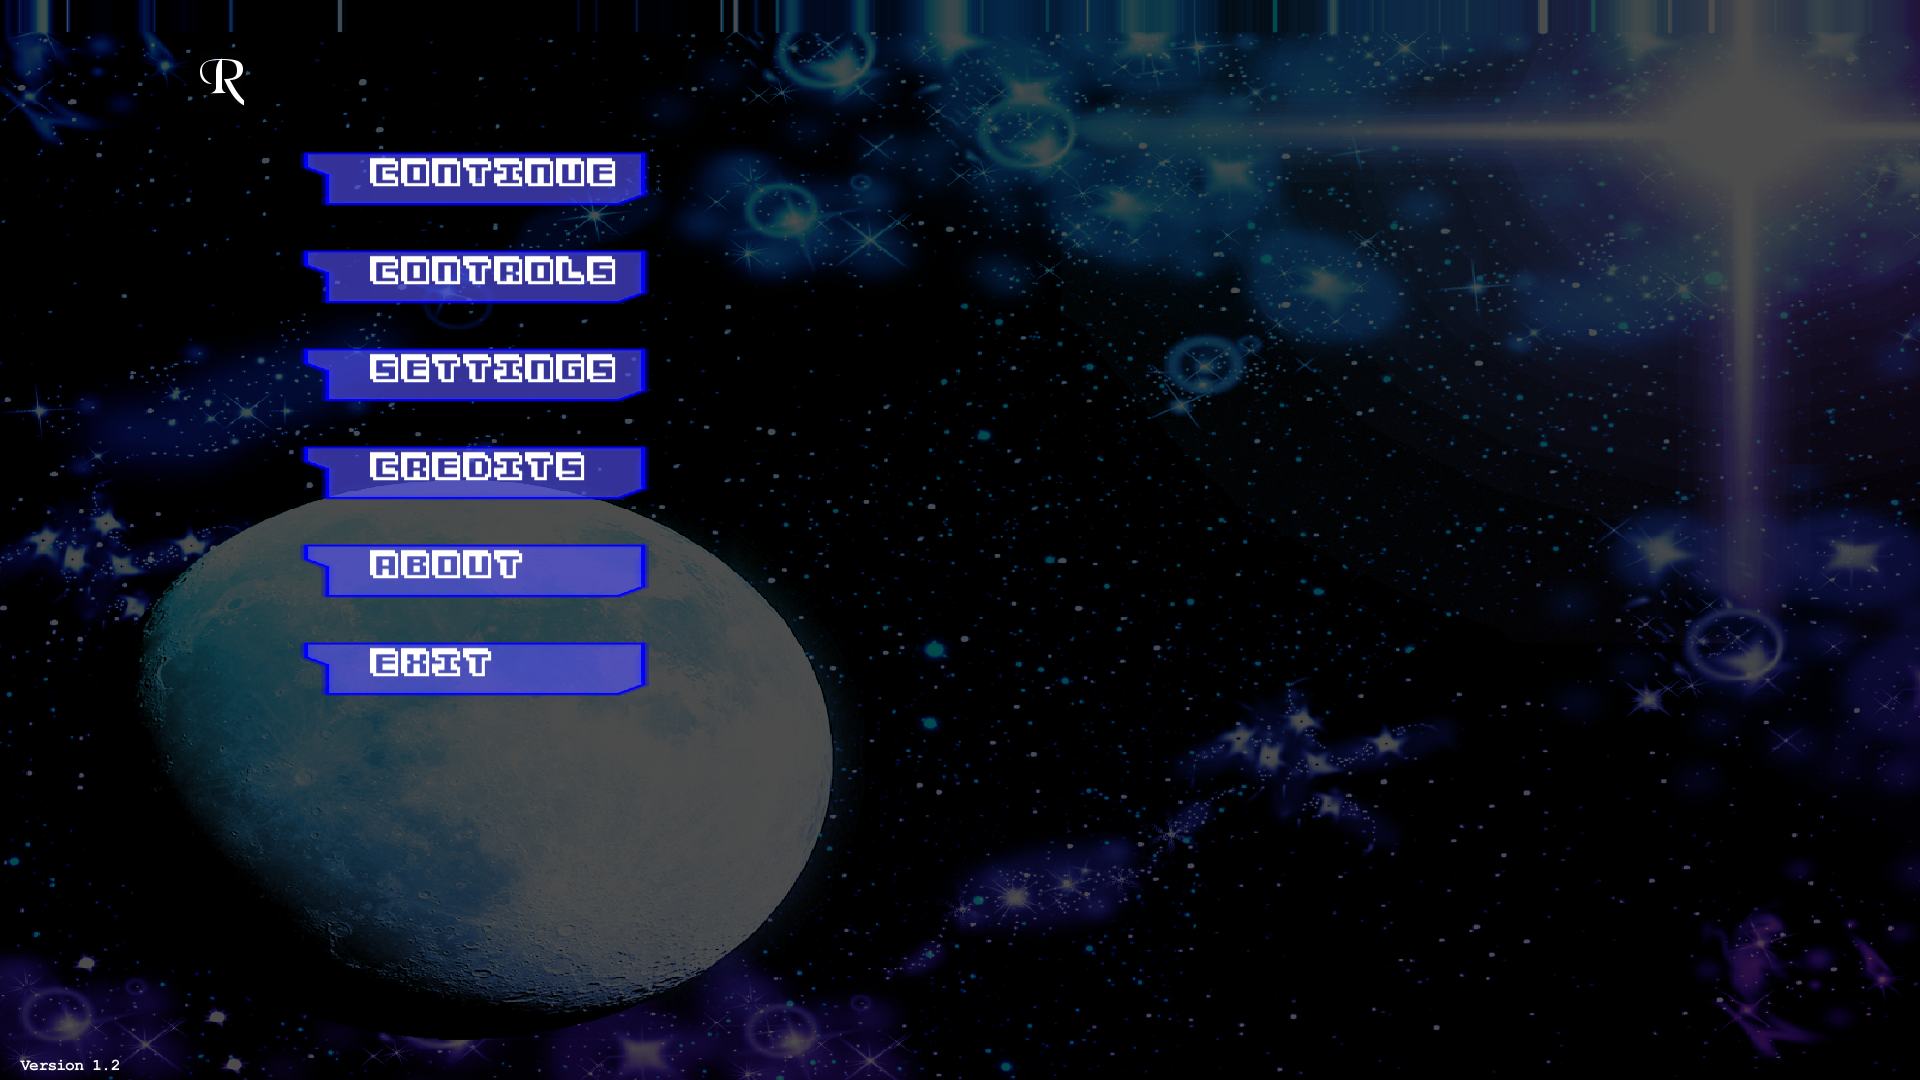 R
CONTINUE
CONTROLS
SETTINGS
CREDITS
ABOUT
EXIT
Version 1.2